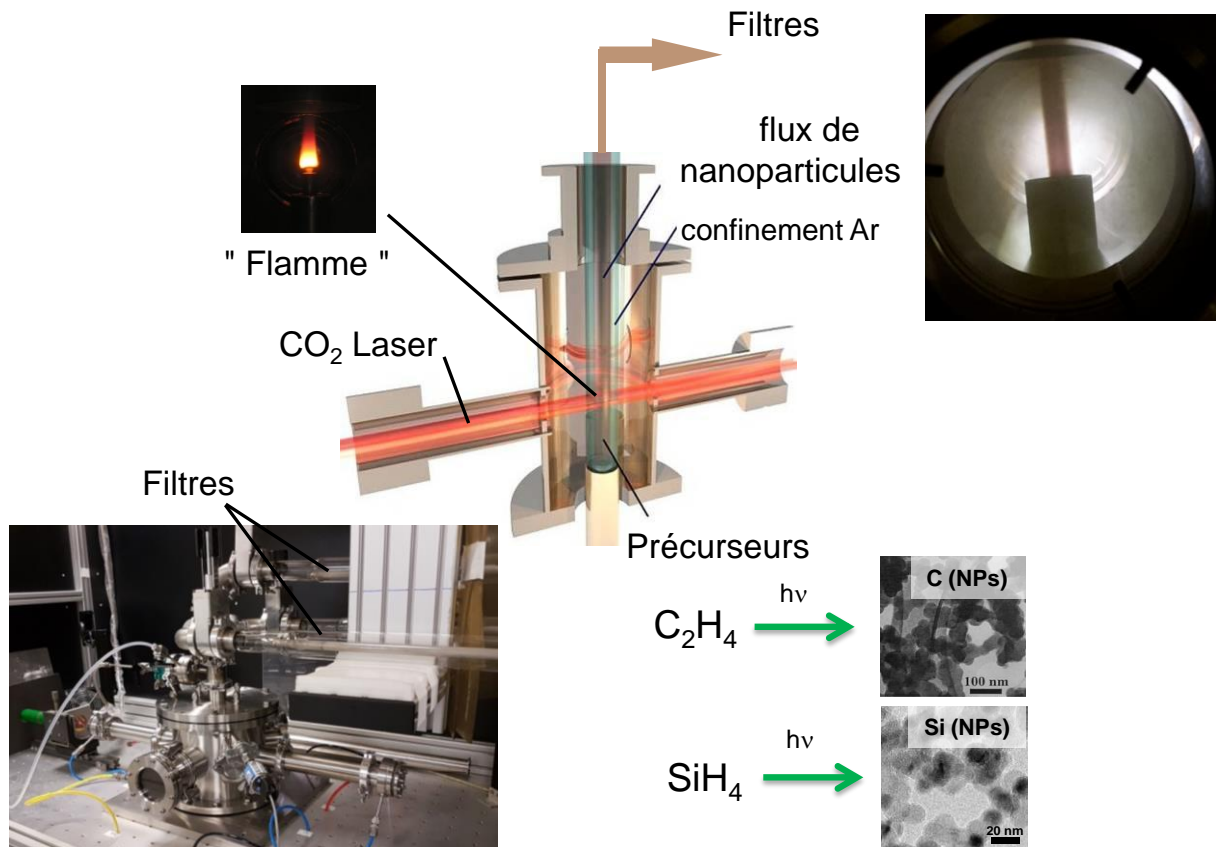 Filtres
flux de
nanoparticules
confinement Ar
" Flamme "
CO₂ Laser
Filtres
Précurseurs
C₂H₄
hν
C (NPs)
100 nm
SiH₄
hν
Si (NPs)
20 nm